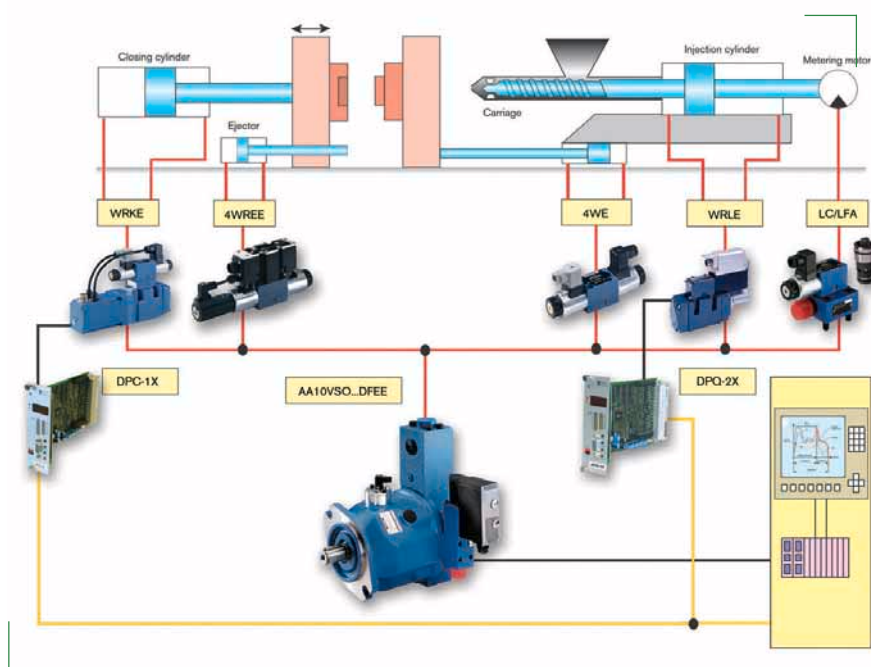 Closing cylinder
Injection cylinder
Metering motor
Ejector
Carriage
WRKE
4WREE
4WE
WRLE
LC/LFA
DPC-1X
AA10VSO...DFEE
DPQ-2X